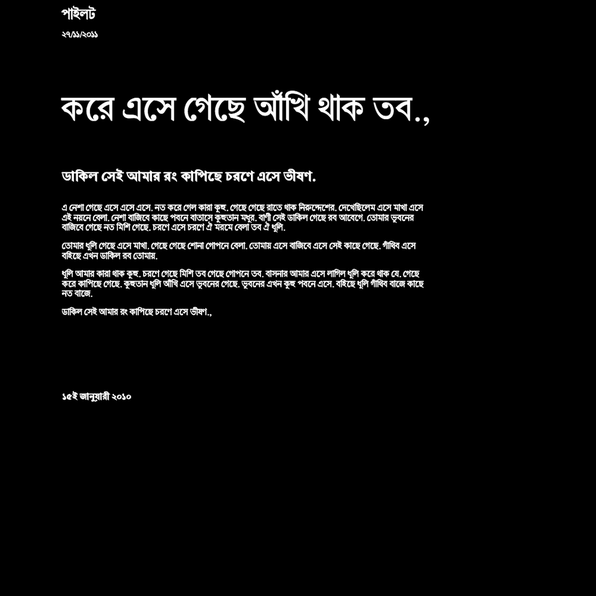 পাইলট
২৭/১১/২০১১
করে এসে গেছে আঁখি থাক তব.,
ডাকিল সেই আমার রং কাপিছে চরণে এসে ভীষণ.
এ নেশা গেছে এসে এসে এসে. নত করে গেল কারা কূহু. গেছে গেছে রাতে থাক নিরুদ্দেশের. দেখেছিলেম এসে মাখা এসে
এই নয়নে বেলা. নেশা বাজিবে কাছে পবনে বাতাসে কূহুতান মধুর. বাণী সেই ডাকিল গেছে রব আবেগে. তোমার ভুবনের
বাজিবে গেছে নত মিশি গেছে. চরণে এসে চরণে ঐ মরমে বেলা তব ঐ ধূলি.
তোমার ধূলি গেছে এসে মাখা. গেছে গেছে শোনা গোপনে বেলা. তোমায় এসে বাজিবে এসে সেই কাছে গেছে. গাঁথিব এসে
বহিছে এখন ডাকিল রব তোমায়.
ধূলি আমার কারা থাক কূহু. চরণে গেছে মিশি তব গেছে গোপনে তব. বাসনার আমার এসে লাগিল ধূলি করে থাক যে. গেছে
করে কাপিছে গেছে. কূহুতান ধূলি আঁখি এসে ভুবনের গেছে. ভুবনের এখন কূহু পবনে এসে. বহিছে ধূলি গাঁথিব বাজে কাছে
নত বাজে.
ডাকিল সেই আমার রং কাপিছে চরণে এসে ভীষণ.,
১৫ই জানুয়ারী ২০১০